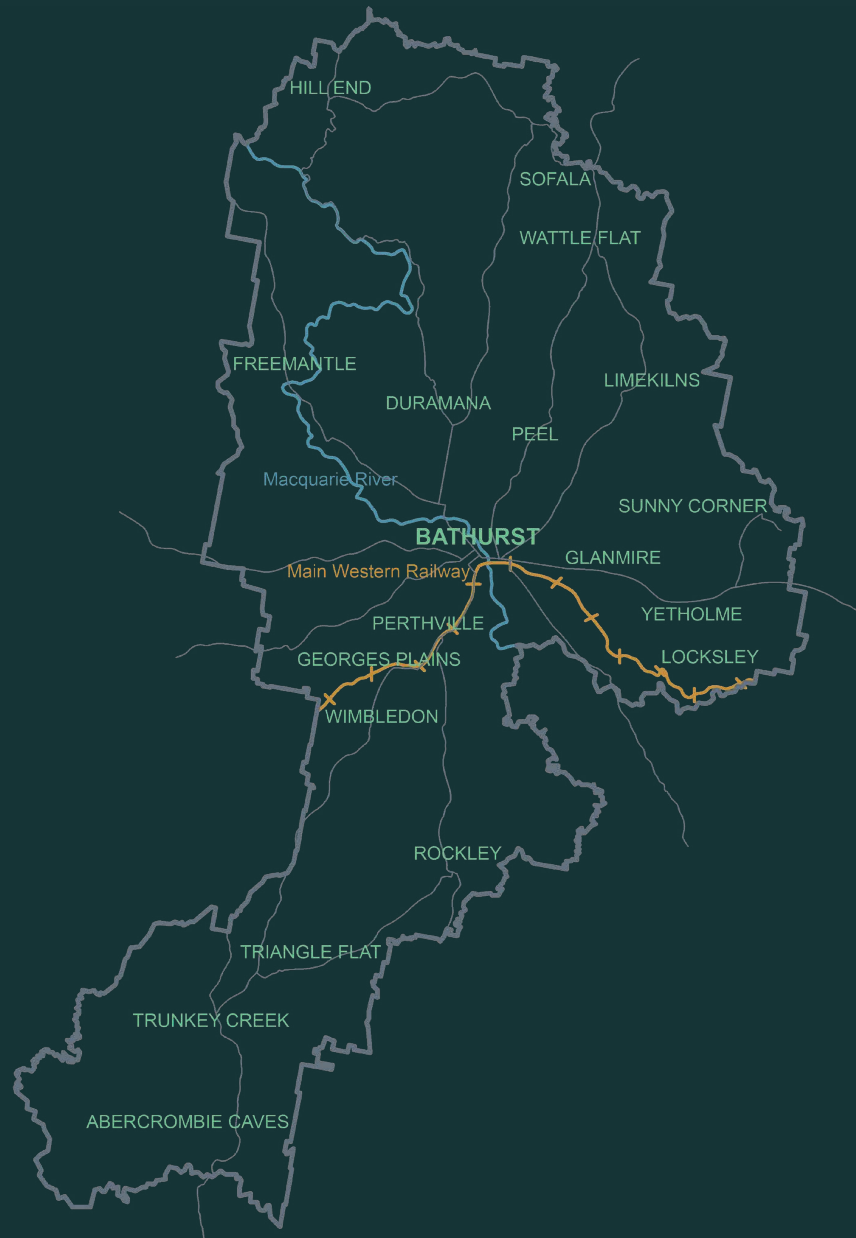 HILL END
SOFALA
WATTLE FLAT
FREEMANTLE
LIMEKILNS
DURAMANA
PEEL
Macquarie River
SUNNY CORNER
BATHURST
GLANMIRE
Main Western Railway
YETHOLME
PERTHVILLE
LOCKSLEY
GEORGES PLAINS
WIMBLEDON
ROCKLEY
TRIANGLE FLAT
TRUNKEY CREEK
ABERCROMBIE CAVES